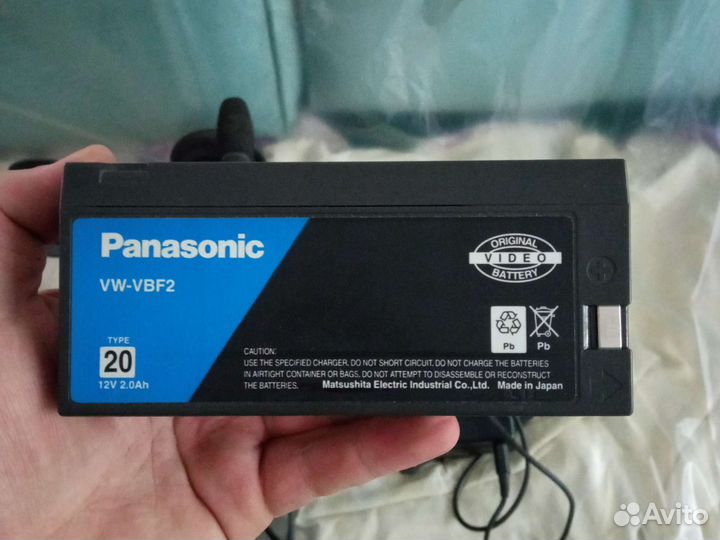 Panasonic
VW-VBF2
TYPE
20
12V 2.0Ah
ORIGINAL
VIDEO
BATTERY
Pb
Pb
CAUTION:
USE THE SPECIFIED CHARGER. DO NOT SHORT CIRCUIT. DO NOT CHARGE THE BATTERIES
IN AIRTIGHT CONTAINER OR BAGS. DO NOT ATTEMPT TO DISASSEMBLE OR RESTRUCTURE
THE BATTERIES.
Matsushita Electric Industrial Co.,Ltd. Made in Japan
Avito